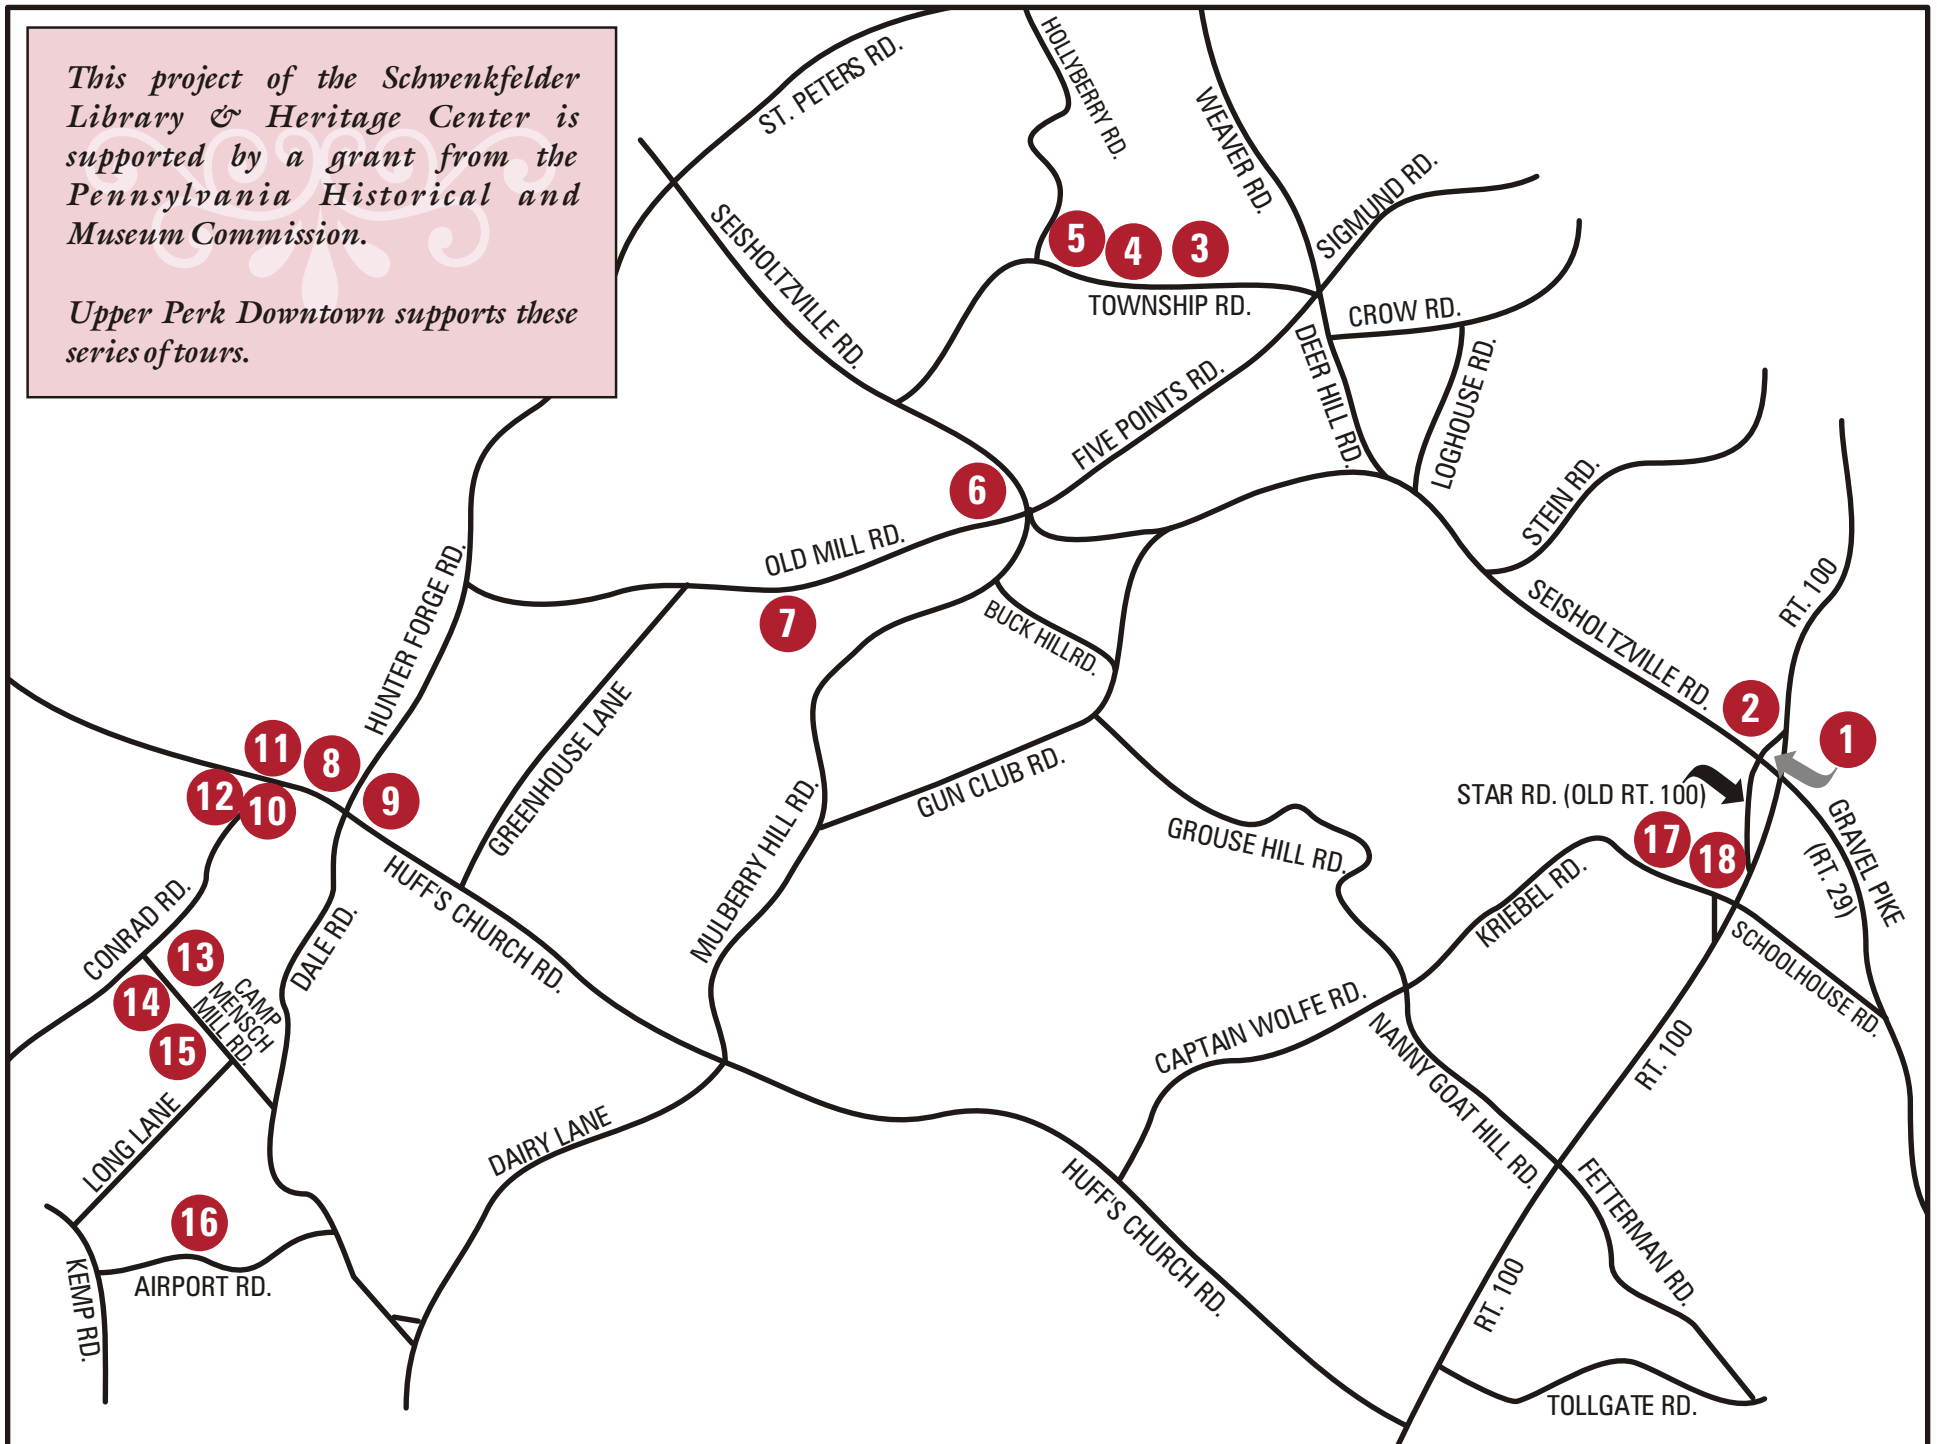 This project of the Schwenkfelder
Library & Heritage Center is
supported by a grant from the
Pennsylvania Historical and
Museum Commission.
Upper Perk Downtown supports these
series of tours.
ST. PETERS RD.
HOLLYBERRY RD.
WEAVER RD.
SIGMUND RD.
SEISHOLTZVILLE RD.
5
4
3
TOWNSHIP RD.
CROW RD.
DEER HILL RD.
LOGHOUSE RD.
FIVE POINTS RD.
STEIN RD.
6
OLD MILL RD.
7
HUNTER FORGE RD.
BUCK HILL RD.
SEISHOLTZVILLE RD.
RT. 100
2
1
GREENHOUSE LANE
11
8
12
10
9
GUN CLUB RD.
STAR RD. (OLD RT. 100)
GROUSE HILL RD.
17
18
GRAVEL PIKE
(RT. 29)
MULBERRY HILL RD.
HUFF'S CHURCH RD.
KRIEBEL RD.
SCHOOLHOUSE RD.
CONRAD RD.
DALE RD.
13
CAMP
MENSCH
MILL RD.
14
15
CAPTAIN WOLFE RD.
NANNY GOAT HILL RD.
RT. 100
LONG LANE
DAIRY LANE
HUFF'S CHURCH RD.
FETTERMAN RD.
16
AIRPORT RD.
KEMP RD.
RT. 100
TOLLGATE RD.